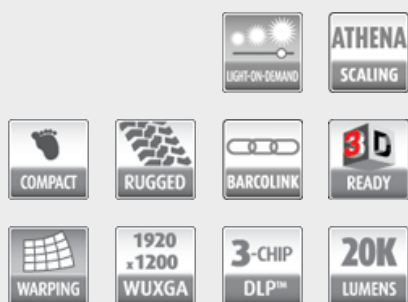 LIGHT-ON-DEMAND
ATHENA
SCALING
COMPACT
RUGGED
BARCOLINK
3D
READY
WARPING
1920
x1200
WUXGA
3-CHIP
DLP™
20K
LUMENS